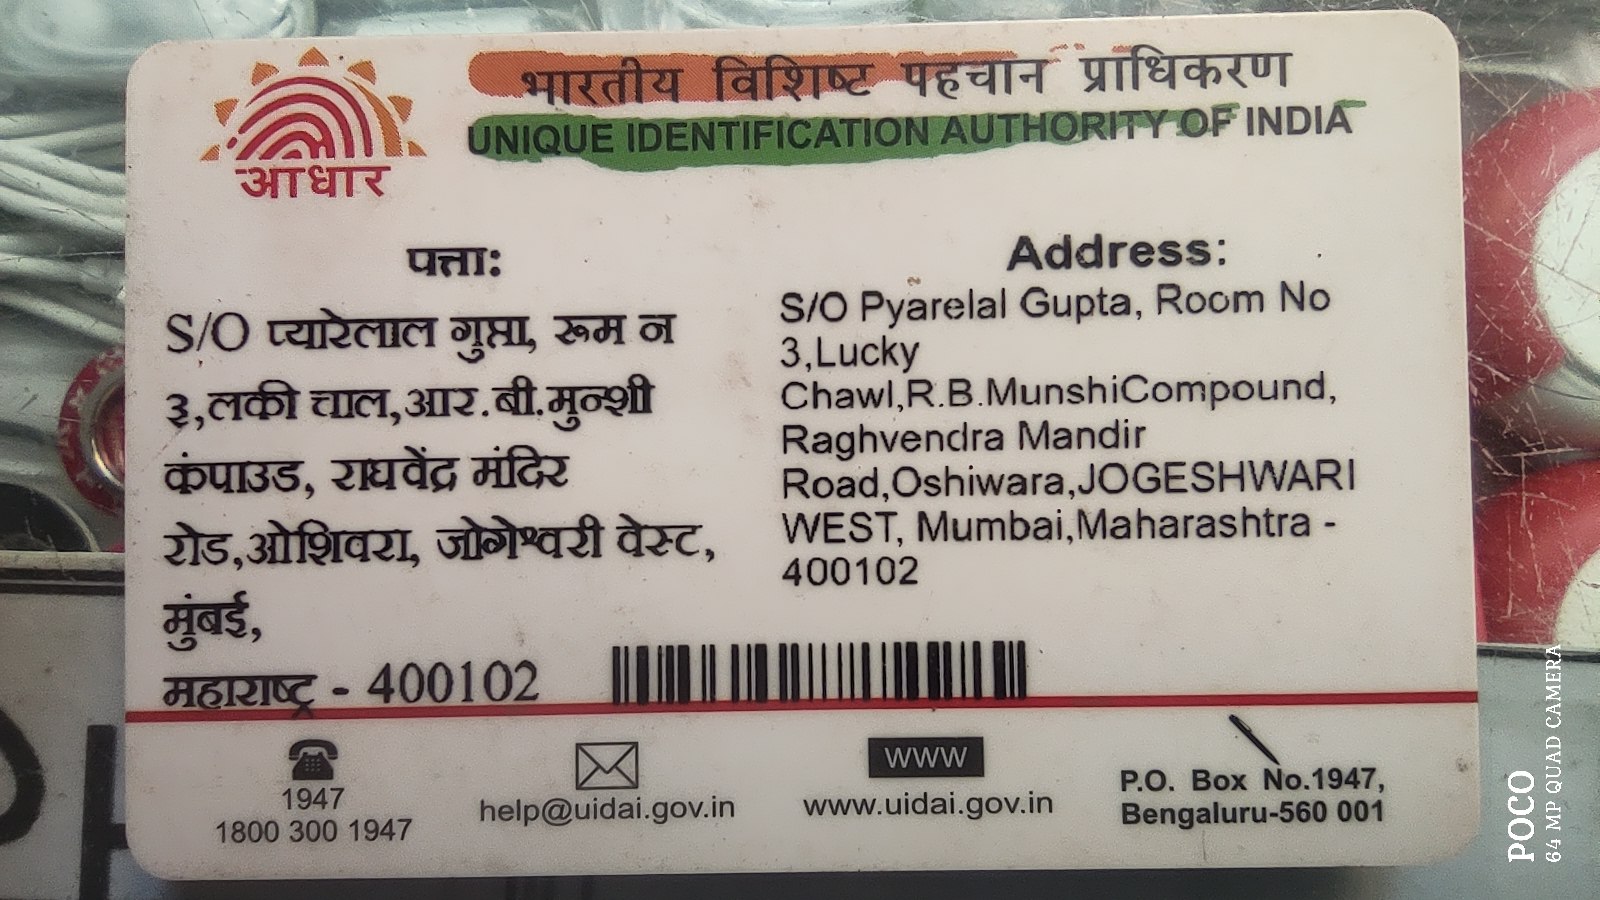 भारतीय विशिष्ट पहचान प्राधिकरण
UNIQUE IDENTIFICATION AUTHORITY OF INDIA
आधार
पत्ता:
S/O प्यारेलाल गुप्ता, रूम न
३,लकी चाल,आर.बी.मुन्शी
कंपाउड, राघवेंद्र मंदिर
रोड,ओशिवरा, जोगेश्वरी वेस्ट,
मुंबई,
महाराष्ट्र - 400102
Address:
S/O Pyarelal Gupta, Room No
3,Lucky
Chawl,R.B.MunshiCompound,
Raghvendra Mandir
Road,Oshiwara,JOGESHWARI
WEST, Mumbai,Maharashtra -
400102
1947
1800 300 1947
help@uidai.gov.in
WWW
www.uidai.gov.in
P.O. Box No.1947,
Bengaluru-560 001
POCO
64 MP QUAD CAMERA